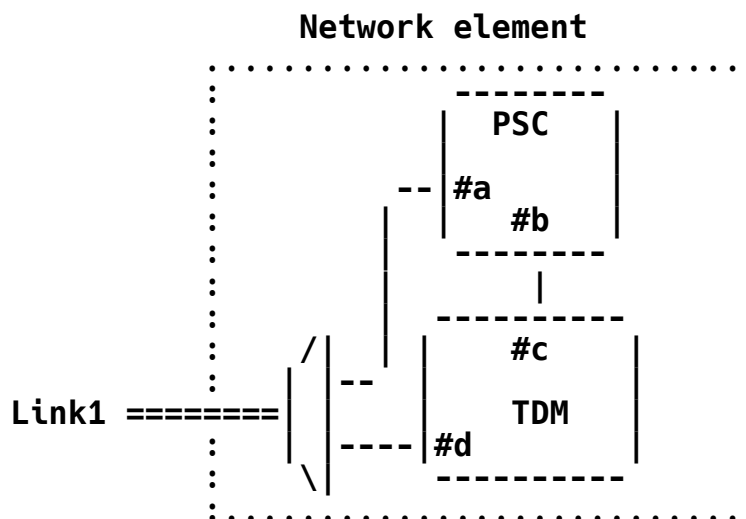 Network element
PSC
#a
#b
#c
Link1 ======== TDM
#d